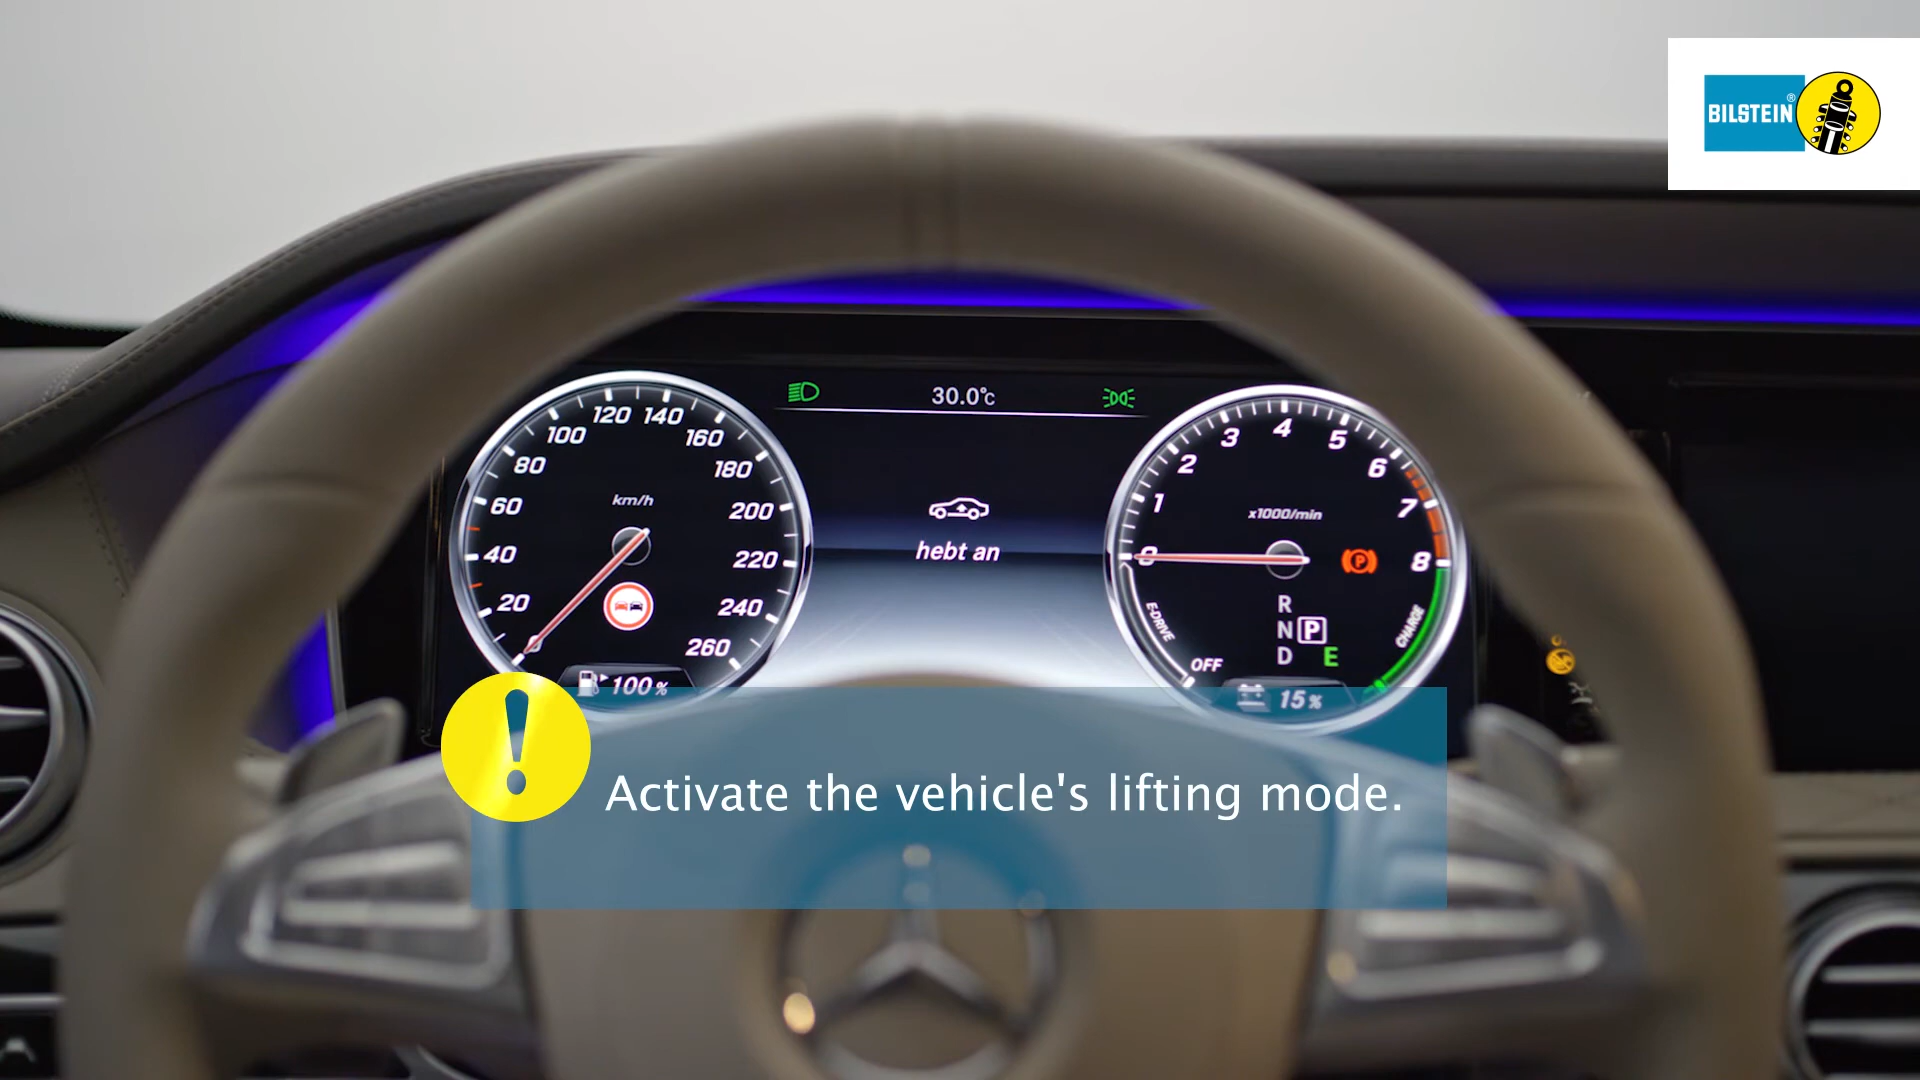 BILSTEIN®
30.0°C
120 140
100 160
80 180
60 km/h 200
40 220
20 240
0 260
100 %
hebt an
4
3 5
2 6
1 x1000/min 7
0 P 8
E-DRIVE R CHARGE
N P
D E
OFF
15 %
Activate the vehicle's lifting mode.
!